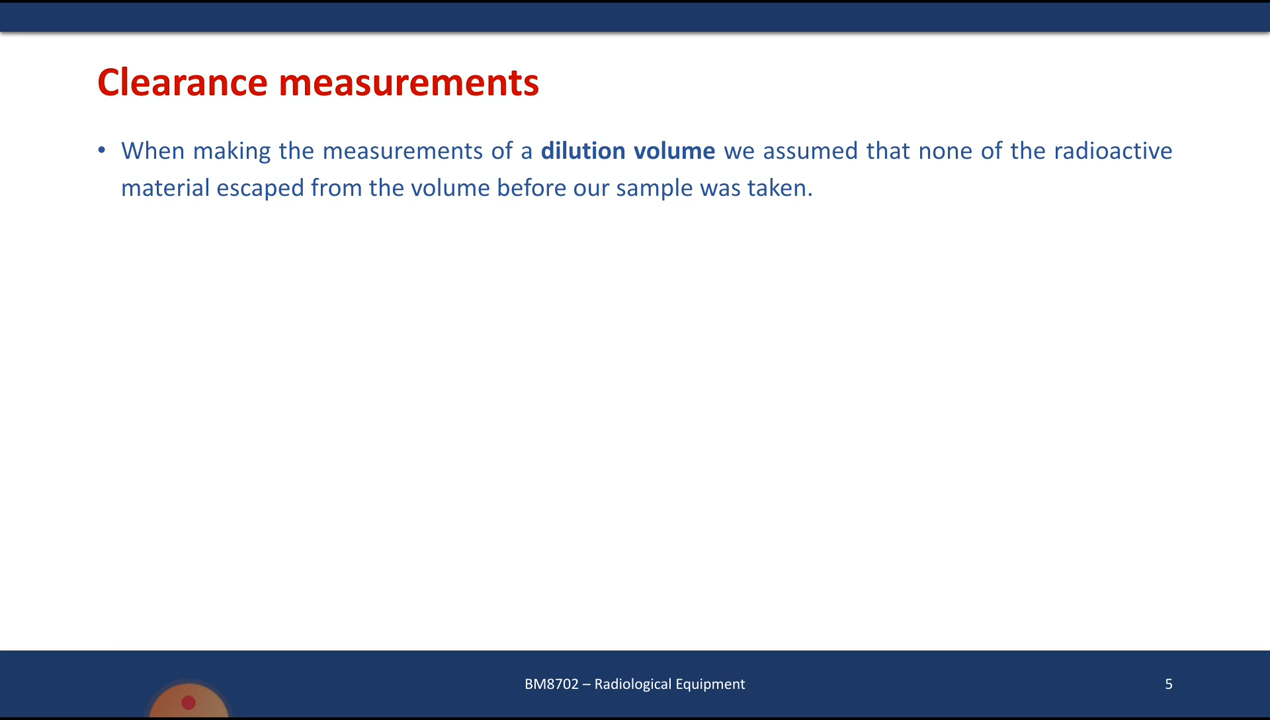 Clearance measurements
• When making the measurements of a dilution volume we assumed that none of the radioactive
material escaped from the volume before our sample was taken.
BM8702 – Radiological Equipment
5